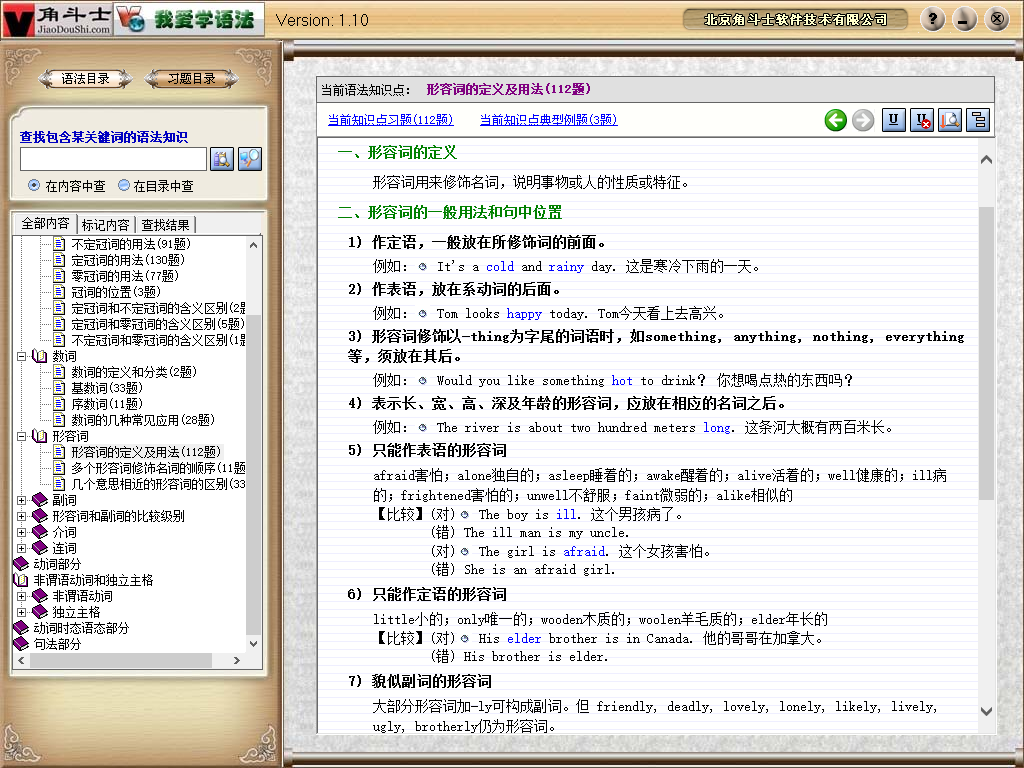 角斗士
JiaoDouShi.com
我爱学语法
Version: 1.10
北京角斗士软件技术有限公司
语法目录
习题目录
查找包含某关键词的语法知识
在内容中查
在目录中查
全部内容
标记内容
查找结果
不定冠词的用法(91题)
定冠词的用法(130题)
零冠词的用法(77题)
冠词的位置(3题)
定冠词和不定冠词的含义区别(2题
定冠词和零冠词的含义区别(5题)
不定冠词和零冠词的含义区别(1题
数词
数词的定义和分类(2题)
基数词(33题)
序数词(11题)
数词的几种常见应用(28题)
形容词
形容词的定义及用法(112题)
多个形容词修饰名词的顺序(11题
几个意思相近的形容词的区别(33
副词
形容词和副词的比较级别
介词
连词
动词部分
非谓语动词和独立主格
非谓语动词
独立主格
动词时态语态部分
句法部分
当前语法知识点: 形容词的定义及用法(112题)
当前知识点习题(112题)
当前知识点典型例题(3题)
一、形容词的定义
形容词用来修饰名词，说明事物或人的性质或特征。
二、形容词的一般用法和句中位置
1) 作定语，一般放在所修饰词的前面。
例如: It's a cold and rainy day. 这是寒冷下雨的一天。
2) 作表语，放在系动词的后面。
例如: Tom looks happy today. Tom今天看上去高兴。
3) 形容词修饰以-thing为字尾的词语时，如something, anything, nothing, everything
等，须放在其后。
例如: Would you like something hot to drink? 你想喝点热的东西吗?
4) 表示长、宽、高、深及年龄的形容词，应放在相应的名词之后。
例如: The river is about two hundred meters long. 这条河大概有两百米长。
5) 只能作表语的形容词
afraid害怕; alone独自的; asleep睡着的; awake醒着的; alive活着的; well健康的; ill病
的; frightened害怕的; unwell不舒服; faint微弱的; alike相似的
【比较】(对) The boy is ill. 这个男孩病了。
(错) The ill man is my uncle.
(对) The girl is afraid. 这个女孩害怕。
(错) She is an afraid girl.
6) 只能作定语的形容词
little小的; only唯一的; wooden木质的; woolen羊毛质的; elder年长的
【比较】(对) His elder brother is in Canada. 他的哥哥在加拿大。
(错) His brother is elder.
7) 貌似副词的形容词
大部分形容词加-ly可构成副词。但 friendly, deadly, lovely, lonely, likely, lively,
ugly, brotherly仍为形容词。